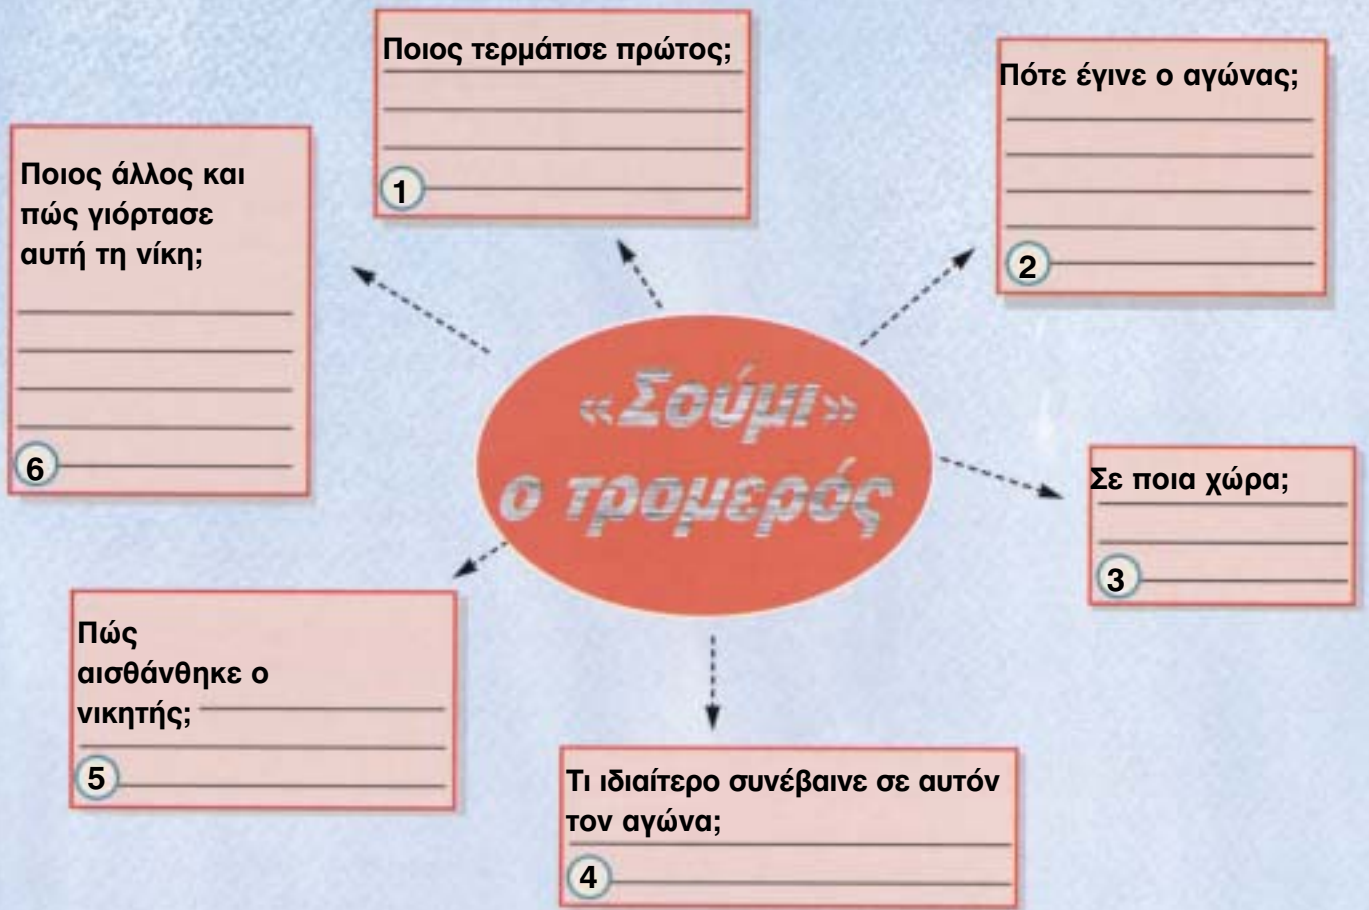 Ποιος τερμάτισε πρώτος;
1
Πότε έγινε ο αγώνας;
2
Ποιος άλλος και
πώς γιόρτασε
αυτή τη νίκη;
6
«Σούμι»
ο τρομερός
Σε ποια χώρα;
3
Πώς
αισθάνθηκε ο
νικητής;
5
Τι ιδιαίτερο συνέβαινε σε αυτόν
τον αγώνα;
4